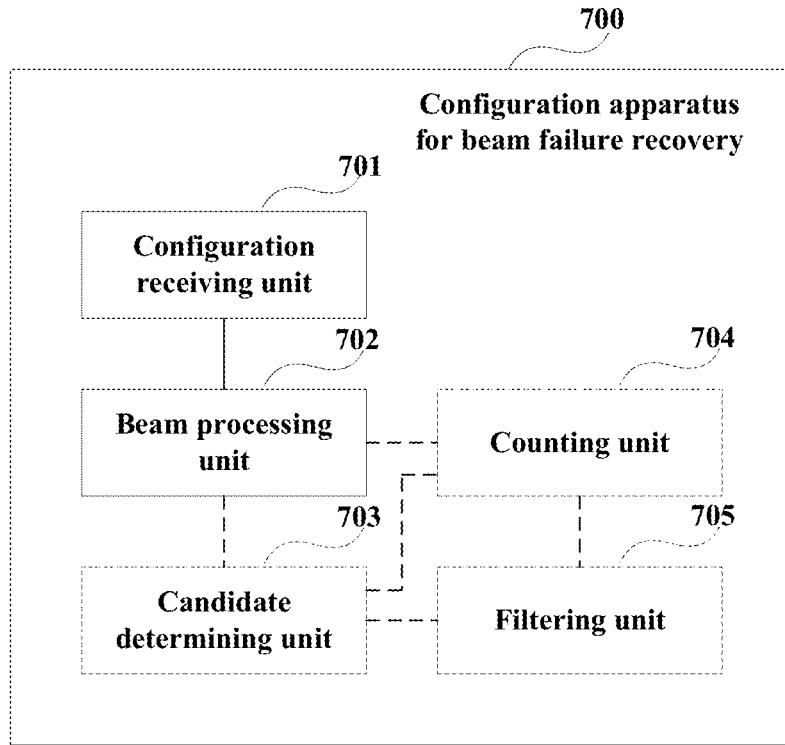 700
Configuration apparatus
for beam failure recovery
701
Configuration
receiving unit
702
Beam processing
unit
704
Counting unit
703
Candidate
determining unit
705
Filtering unit